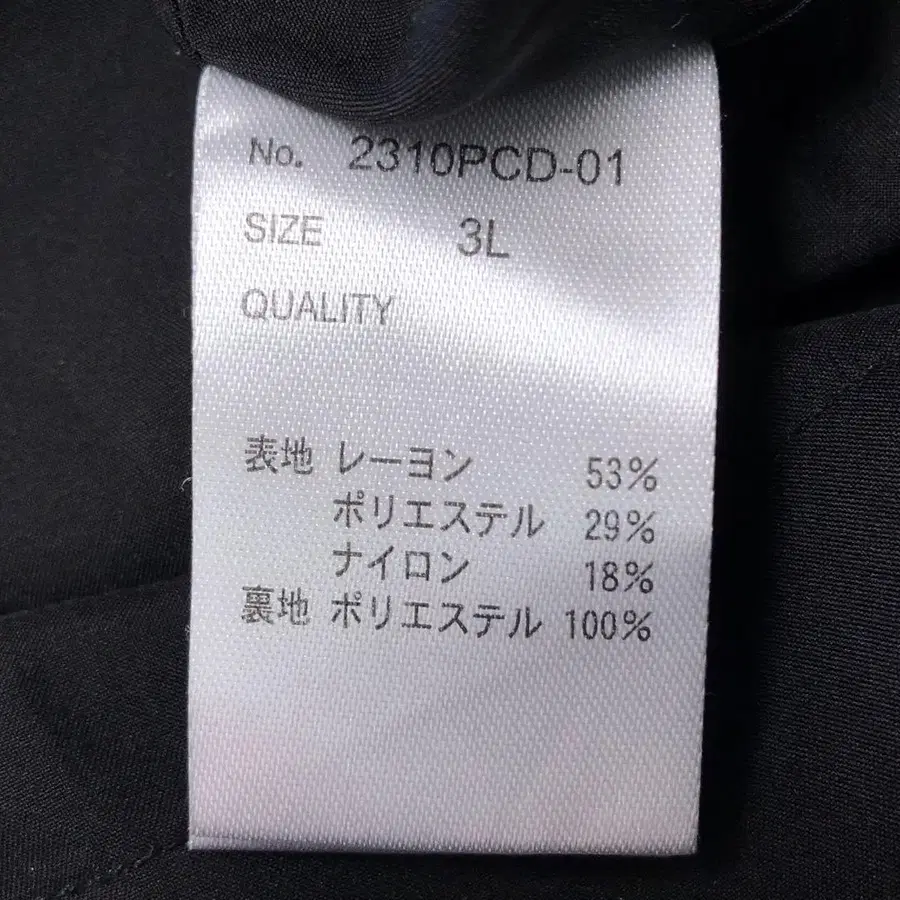 No. 2310PCD-01
SIZE 3L
QUALITY
表地 レーヨン 53%
ポリエステル 29%
ナイロン 18%
裏地 ポリエステル 100%